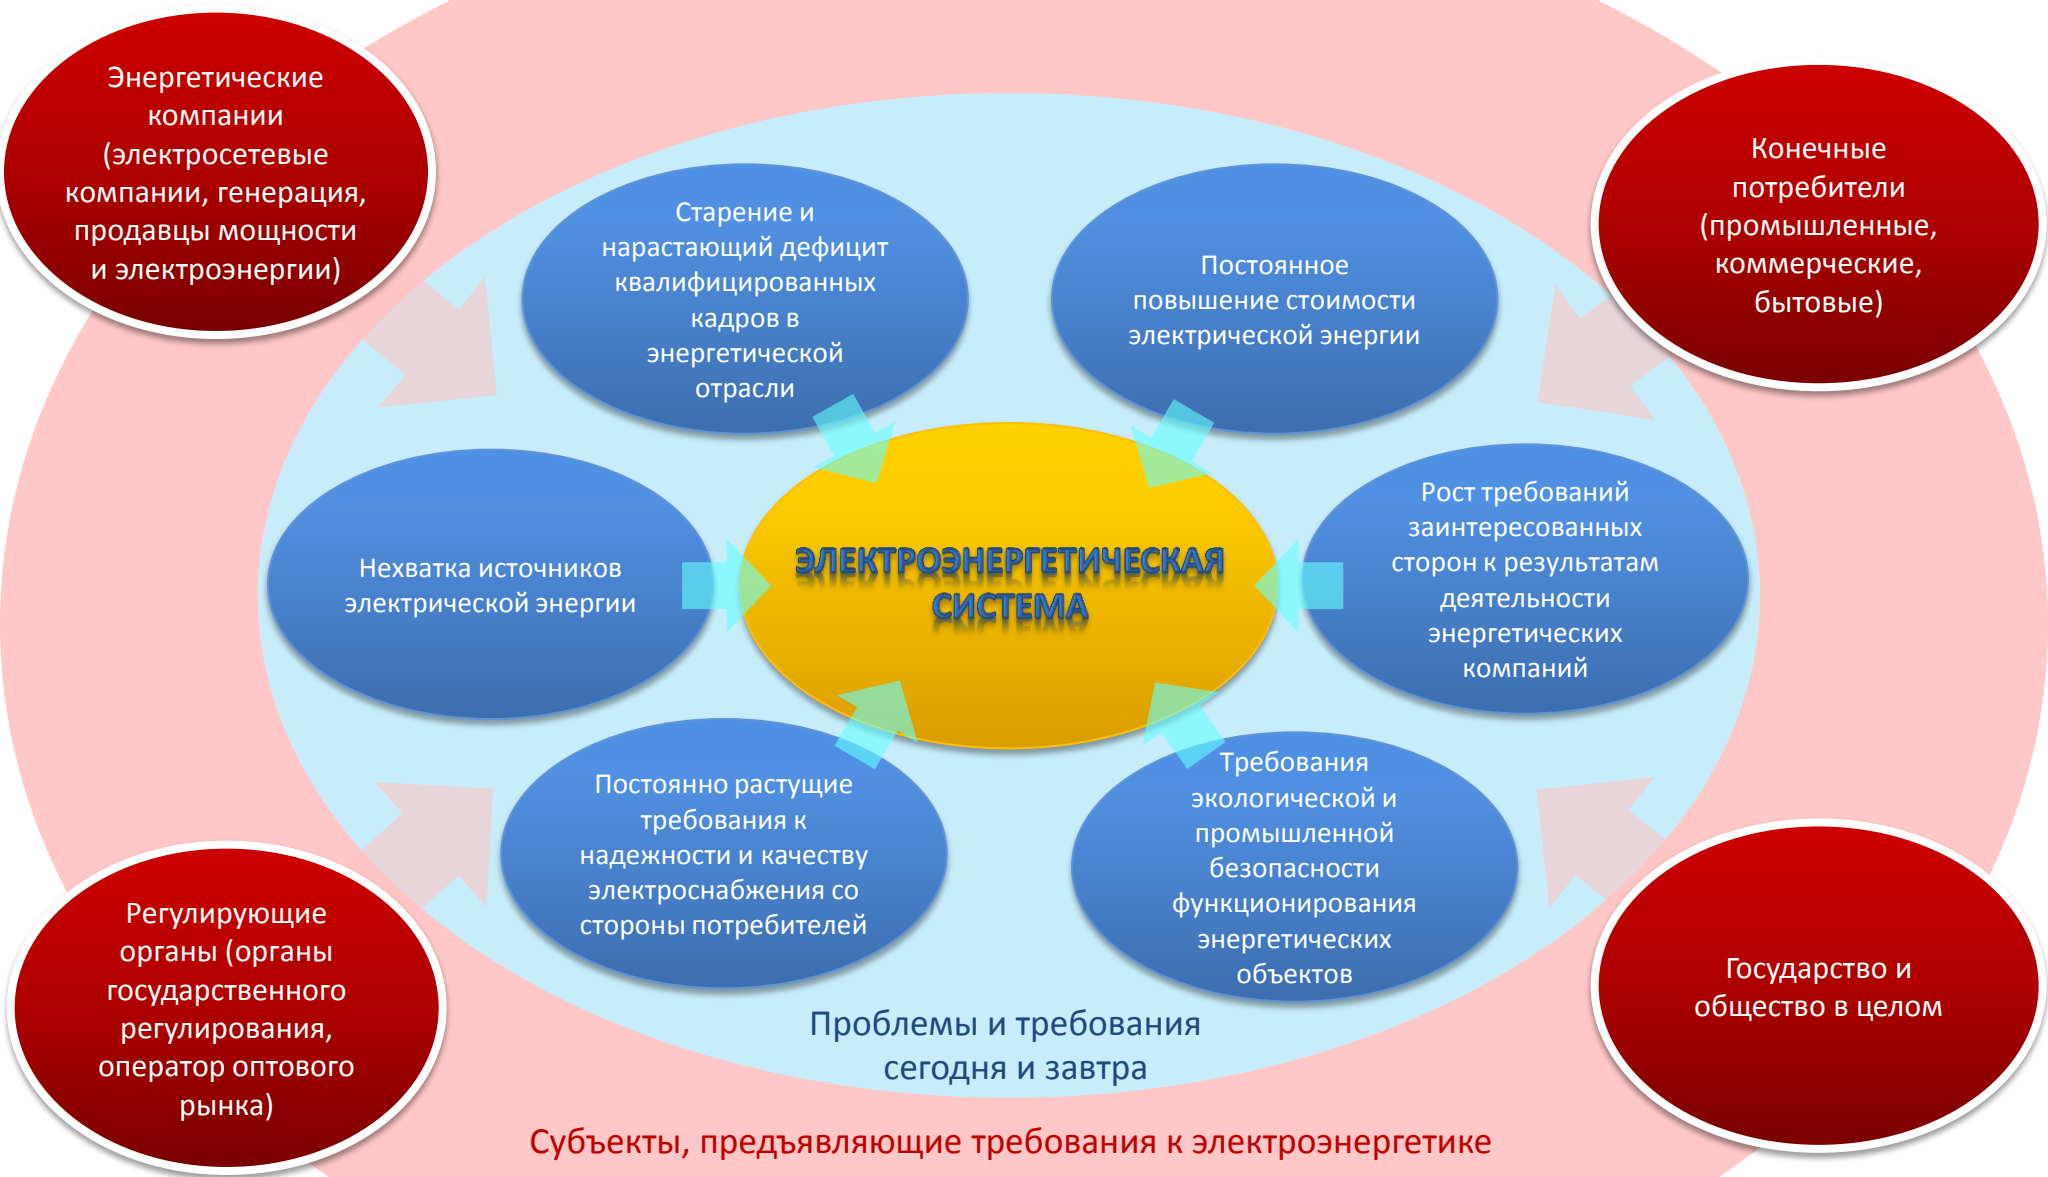 Энергетические
компании
(электросетевые
компании, генерация,
продавцы мощности
и электроэнергии)
Конечные
потребители
(промышленные,
коммерческие,
бытовые)
Старение и
нарастающий дефицит
квалифицированных
кадров в
энергетической
отрасли
Постоянное
повышение стоимости
электрической энергии
Нехватка источников
электрической энергии
ЭЛЕКТРОЭНЕРГЕТИЧЕСКАЯ
СИСТЕМА
Рост требований
заинтересованных
сторон к результатам
деятельности
энергетических
компаний
Постоянно растущие
требования к
надежности и качеству
электроснабжения со
стороны потребителей
Требования
экологической и
промышленной
безопасности
функционирования
энергетических
объектов
Регулирующие
органы (органы
государственного
регулирования,
оператор оптового
рынка)
Государство и
общество в целом
Проблемы и требования
сегодня и завтра
Субъекты, предъявляющие требования к электроэнергетике